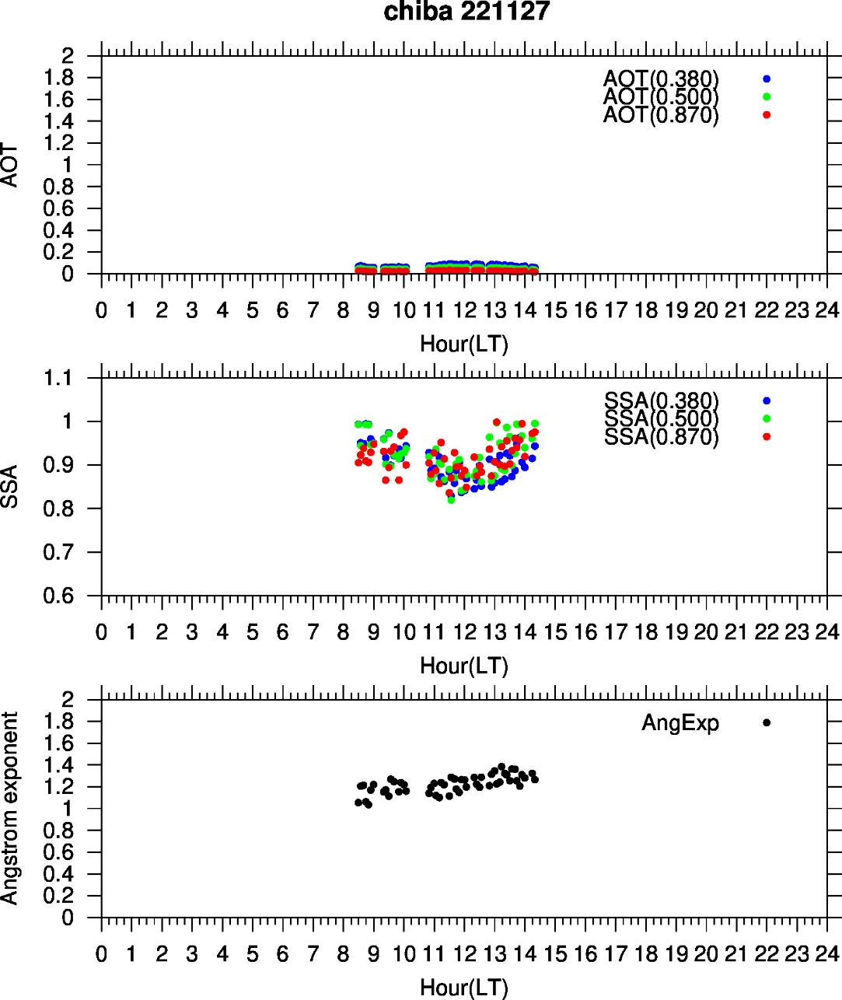 chiba 221127
AOT(0.380)
AOT(0.500)
AOT(0.870)
AOT
2
1.8
1.6
1.4
1.2
1
0.8
0.6
0.4
0.2
0
0 1 2 3 4 5 6 7 8 9 10 11 12 13 14 15 16 17 18 19 20 21 22 23 24
Hour(LT)
SSA(0.380)
SSA(0.500)
SSA(0.870)
SSA
1.1
1
0.9
0.8
0.7
0.6
0 1 2 3 4 5 6 7 8 9 10 11 12 13 14 15 16 17 18 19 20 21 22 23 24
Hour(LT)
AngExp
Angstrom exponent
2
1.8
1.6
1.4
1.2
1
0.8
0.6
0.4
0.2
0
0 1 2 3 4 5 6 7 8 9 10 11 12 13 14 15 16 17 18 19 20 21 22 23 24
Hour(LT)